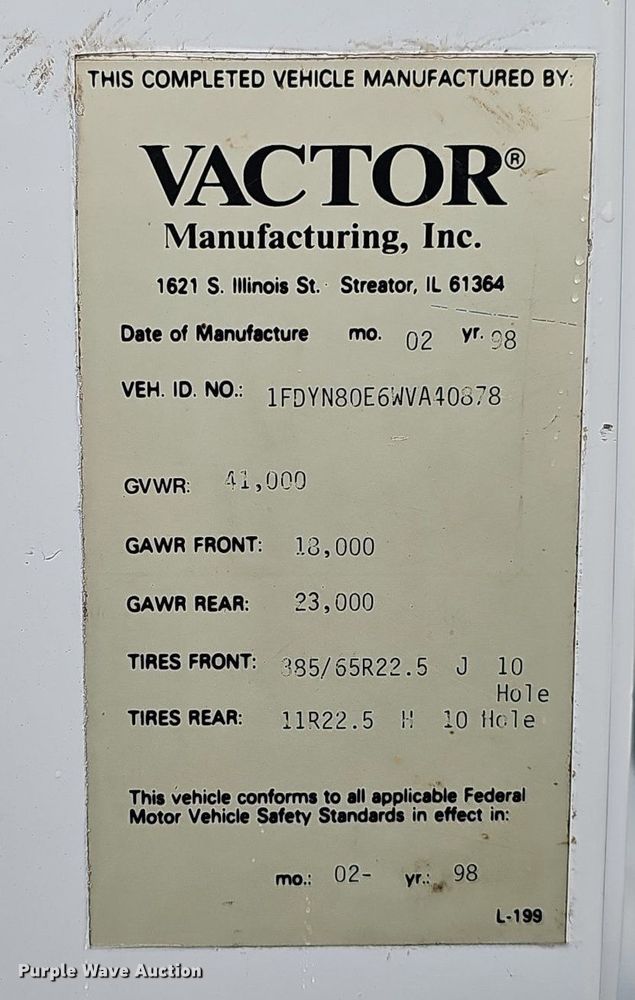 THIS COMPLETED VEHICLE MANUFACTURED BY:
VACTOR®
Manufacturing, Inc.
1621 S. Illinois St. Streator, IL 61364
Date of Manufacture mo. 02 yr. 98
VEH. ID. NO.: 1FDYN80E6WVA40878
GVWR: 41,000
GAWR FRONT: 18,000
GAWR REAR: 23,000
TIRES FRONT: 385/65R22.5 J 10
Hole
TIRES REAR: 11R22.5 H 10 Hole
This vehicle conforms to all applicable Federal
Motor Vehicle Safety Standards in effect in:
mo.: 02- yr.: 98
L-199
Purple Wave Auction